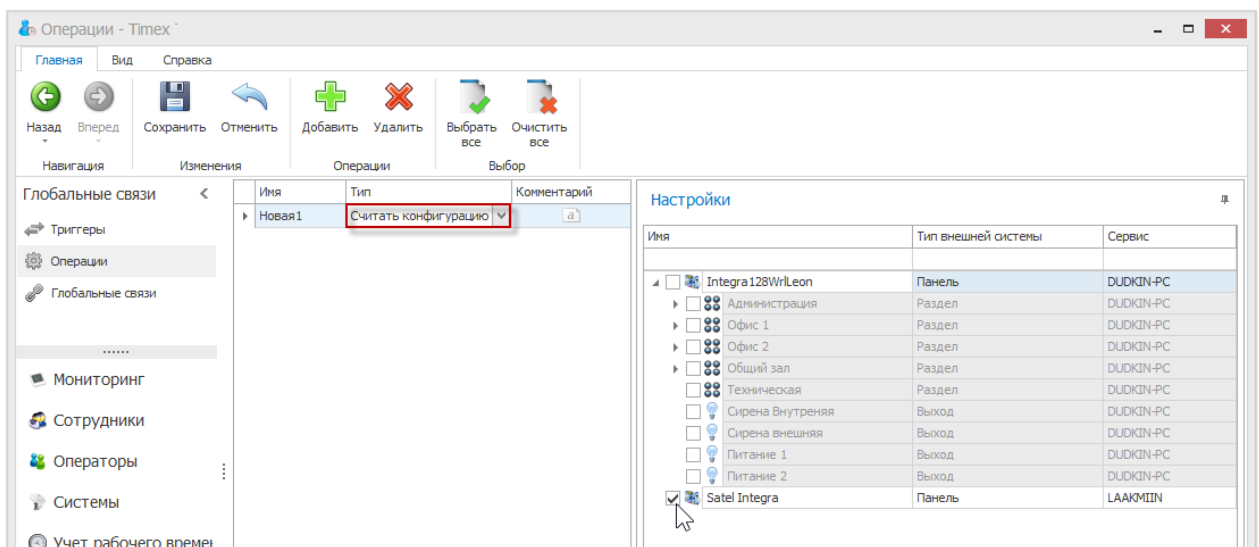 Операции - Timex
Главная Вид Справка
Назад Вперед Сохранить Отменить Добавить Удалить Выбрать все Очистить все
Навигация Изменения Операции Выбор
Глобальные связи
Триггеры
Операции
Глобальные связи
Мониторинг
Сотрудники
Операторы
Системы
Учет рабочего времен
Имя Тип Комментарий
Новая1 Считать конфигурацию a
Настройки
Имя Тип внешней системы Сервис
Integra128WrlLeon Панель DUDKIN-PC
Администрация Раздел DUDKIN-PC
Офис 1 Раздел DUDKIN-PC
Офис 2 Раздел DUDKIN-PC
Общий зал Раздел DUDKIN-PC
Техническая Раздел DUDKIN-PC
Сирена Внутреняя Выход DUDKIN-PC
Сирена внешняя Выход DUDKIN-PC
Питание 1 Выход DUDKIN-PC
Питание 2 Выход DUDKIN-PC
Satel Integra Панель LAAKMIIN